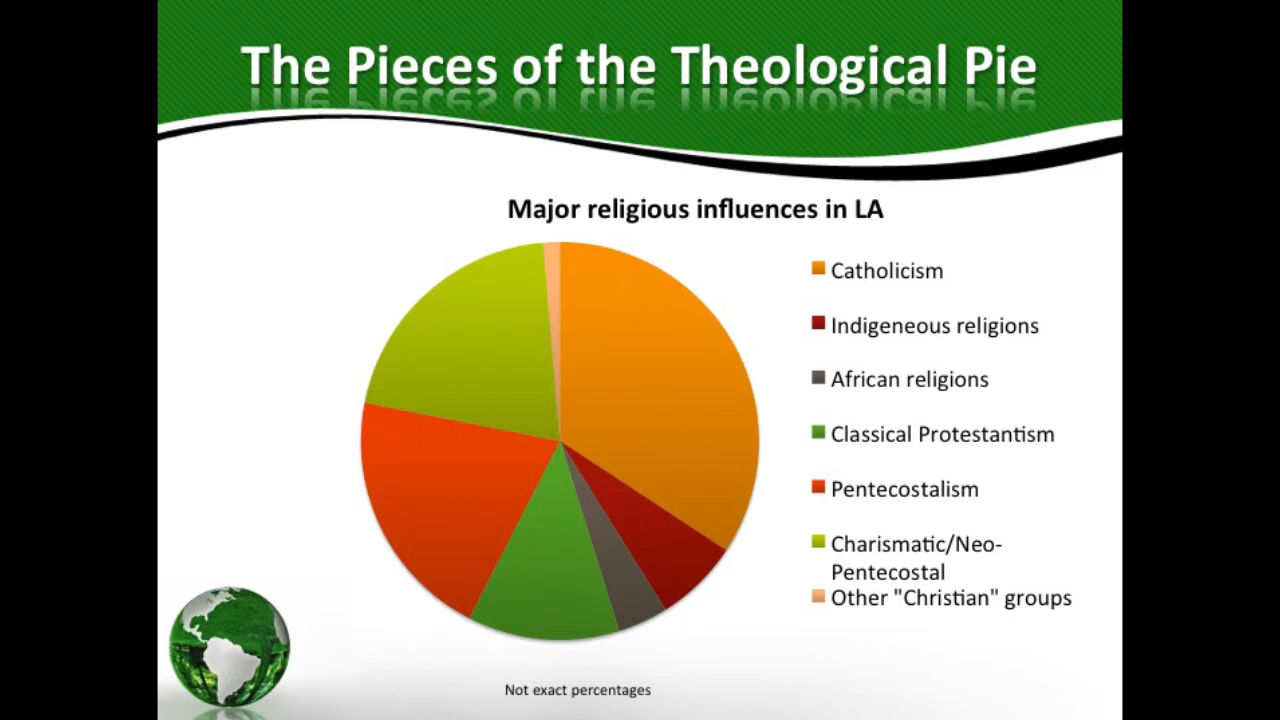 The Pieces of the Theological Pie
Major religious influences in LA
Catholicism
Indigeneous religions
African religions
Classical Protestantism
Pentecostalism
Charismatic/Neo-
Pentecostal
Other "Christian" groups
Not exact percentages